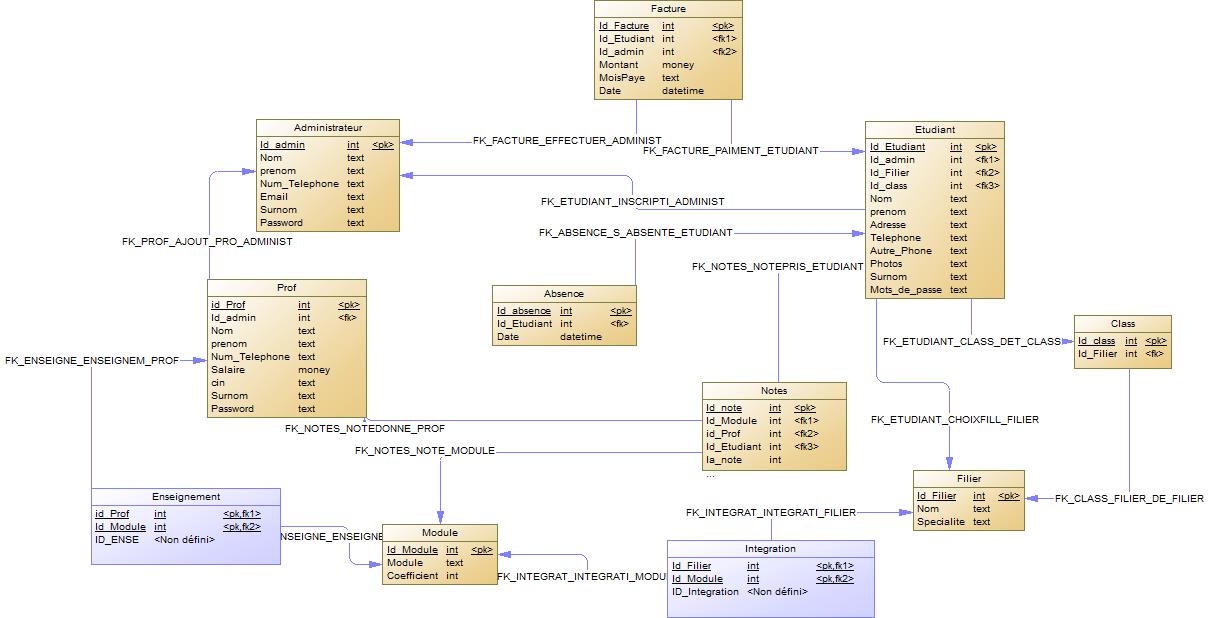 Facture
Id_Facture int <pk>
Id_Etudiant int <fk1>
Id_admin int <fk2>
Montant money
MoisPaye text
Date datetime
Administrateur
Id_admin int <pk>
Nom text
prenom text
Num_Telephone text
Email text
Surnom text
Password text
FK_FACTURE_EFFECTUER_ADMINIST
FK_FACTURE_PAIMENT_ETUDIANT
Etudiant
Id_Etudiant int <pk>
Id_admin int <fk1>
Id_Filier int <fk2>
Id_class int <fk3>
Nom text
prenom text
Adresse text
Telephone text
Autre_Phone text
Photos text
Surnom text
Mots_de_passe text
FK_ETUDIANT_INSCRIPTI_ADMINIST
FK_ABSENCE_S_ABSENTE_ETUDIANT
FK_PROF_AJOUT_PRO_ADMINIST
FK_NOTES_NOTEPRIS_ETUDIANT
Prof
id_Prof int <pk>
Id_admin int <fk>
Nom text
prenom text
Num_Telephone text
Salaire money
cin text
Surnom text
Password text
Absence
Id_absence int <pk>
Id_Etudiant int <fk>
Date datetime
Class
Id_class int <pk>
Id_Filier int <fk>
FK_ETUDIANT_CLASS_DET_CLASS
FK_ENSEIGNE_ENSEIGNEM_PROF
Notes
Id_note int <pk>
Id_Module int <fk1>
id_Prof int <fk2>
Id_Etudiant int <fk3>
la_note int
...
FK_ETUDIANT_CHOIXFILL_FILIER
FK_NOTES_NOTEDONNE_PROF
FK_NOTES_NOTE_MODULE
Filier
Id_Filier int <pk>
Nom text
Specialite text
FK_CLASS_FILIER_DE_FILIER
Enseignement
id_Prof int <pk,fk1>
Id_Module int <pk,fk2>
ID_ENSE <Non défini>
FK_INTEGRAT_INTEGRATI_FILIER
NSEIGNE_ENSEIGNE
Module
Id_Module int <pk>
Module text
Coefficient int
FK_INTEGRAT_INTEGRATI_MODU
Integration
Id_Filier int <pk,fk1>
Id_Module int <pk,fk2>
ID_Integration <Non défini>